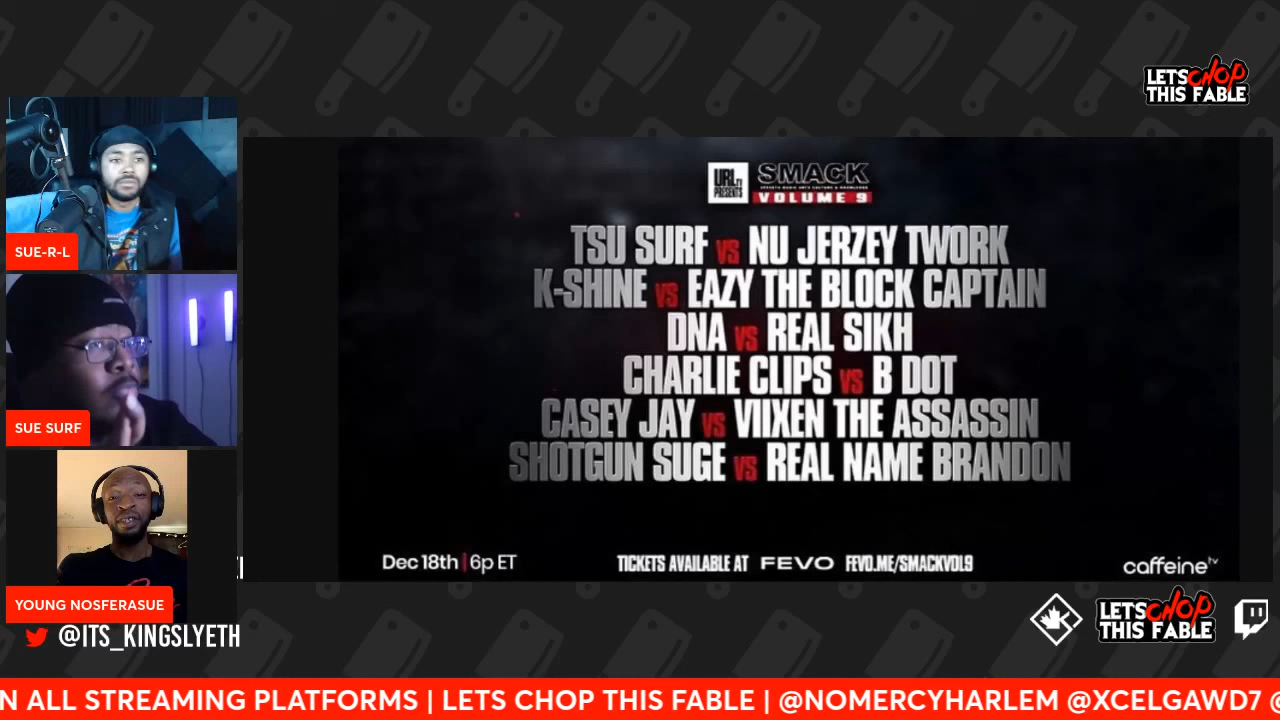 LETS CHOP
THIS FABLE
SUE-R-L
SUE SURF
YOUNG NOSFERASUE
@ITS_KINGSLYETH
URLTV
PRESENTS
SMACK
VOLUME 9
TSU SURF VS NU JERZEY TWORK
K-SHINE VS EAZY THE BLOCK CAPTAIN
DNA VS REAL SIKH
CHARLIE CLIPS VS B DOT
CASEY JAY VS VIIXEN THE ASSASSIN
SHOTGUN SUGE VS REAL NAME BRANDON
Dec 18th | 6p ET
TICKETS AVAILABLE AT FEVO FEVO.ME/SMACKVOL9
caffeine tv
LETS CHOP
THIS FABLE
N ALL STREAMING PLATFORMS | LETS CHOP THIS FABLE | @NOMERCYHARLEM @XCELGAWD7 @